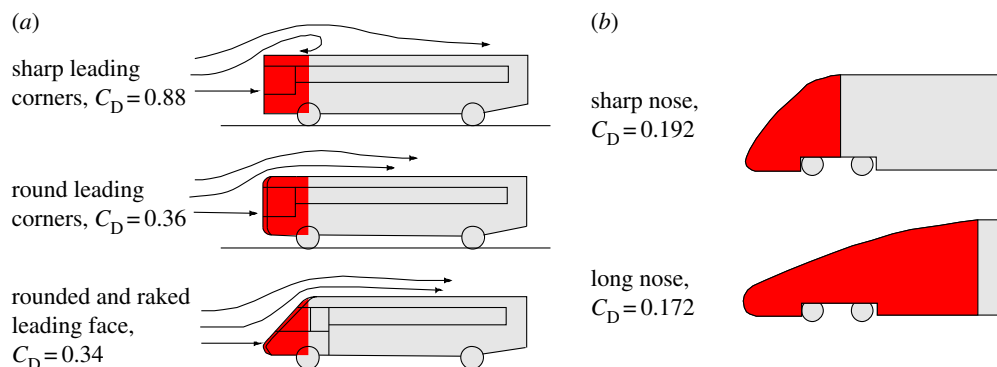 (a)
sharp leading
corners, C_D = 0.88
round leading
corners, C_D = 0.36
rounded and raked
leading face,
C_D = 0.34
(b)
sharp nose,
C_D = 0.192
long nose,
C_D = 0.172